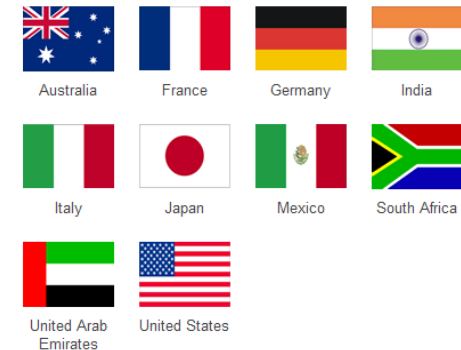 Australia
France
Germany
India
Italy
Japan
Mexico
South Africa
United Arab
Emirates
United States